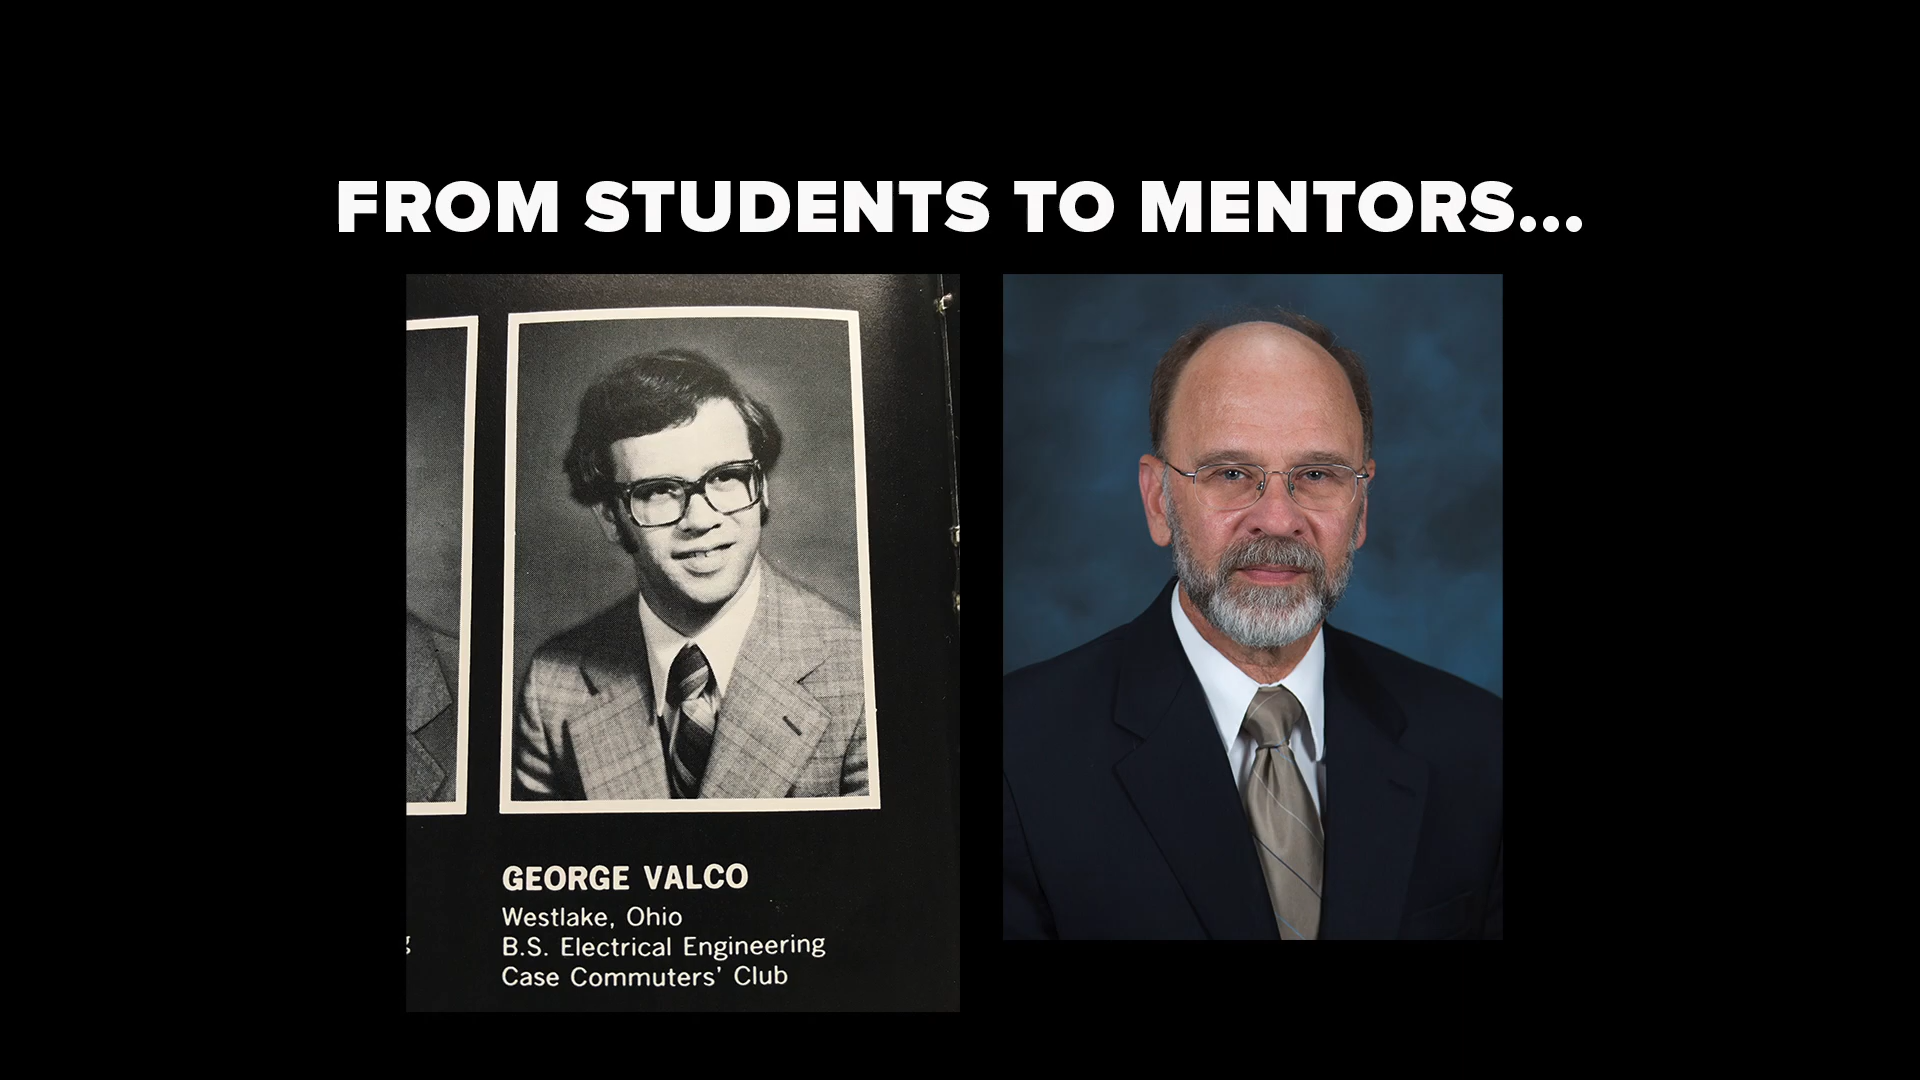 FROM STUDENTS TO MENTORS...
GEORGE VALCO
Westlake, Ohio
B.S. Electrical Engineering
Case Commuters' Club